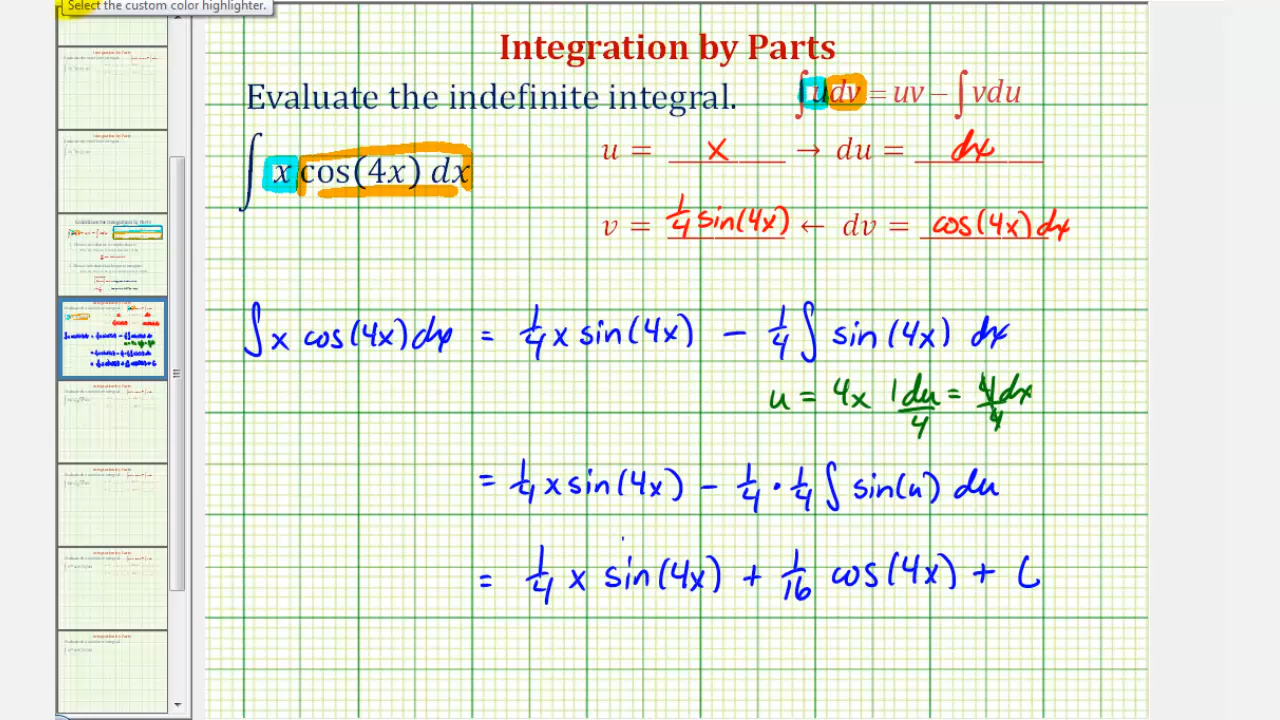 Select the custom color highlighter.
Integration by Parts
Evaluate the indefinite integral. ∫udv = uv − ∫vdu
∫ x cos(4x) dx
u = x → du = dx
v = 1/4 sin(4x) ← dv = cos(4x) dx
∫ x cos(4x) dx = 1/4 x sin(4x) − 1/4 ∫ sin(4x) dx
u = 4x 1du/4 = 4dx/4
= 1/4 x sin(4x) − 1/4 · 1/4 ∫ sin(u) du
= 1/4 x sin(4x) + 1/16 cos(4x) + C